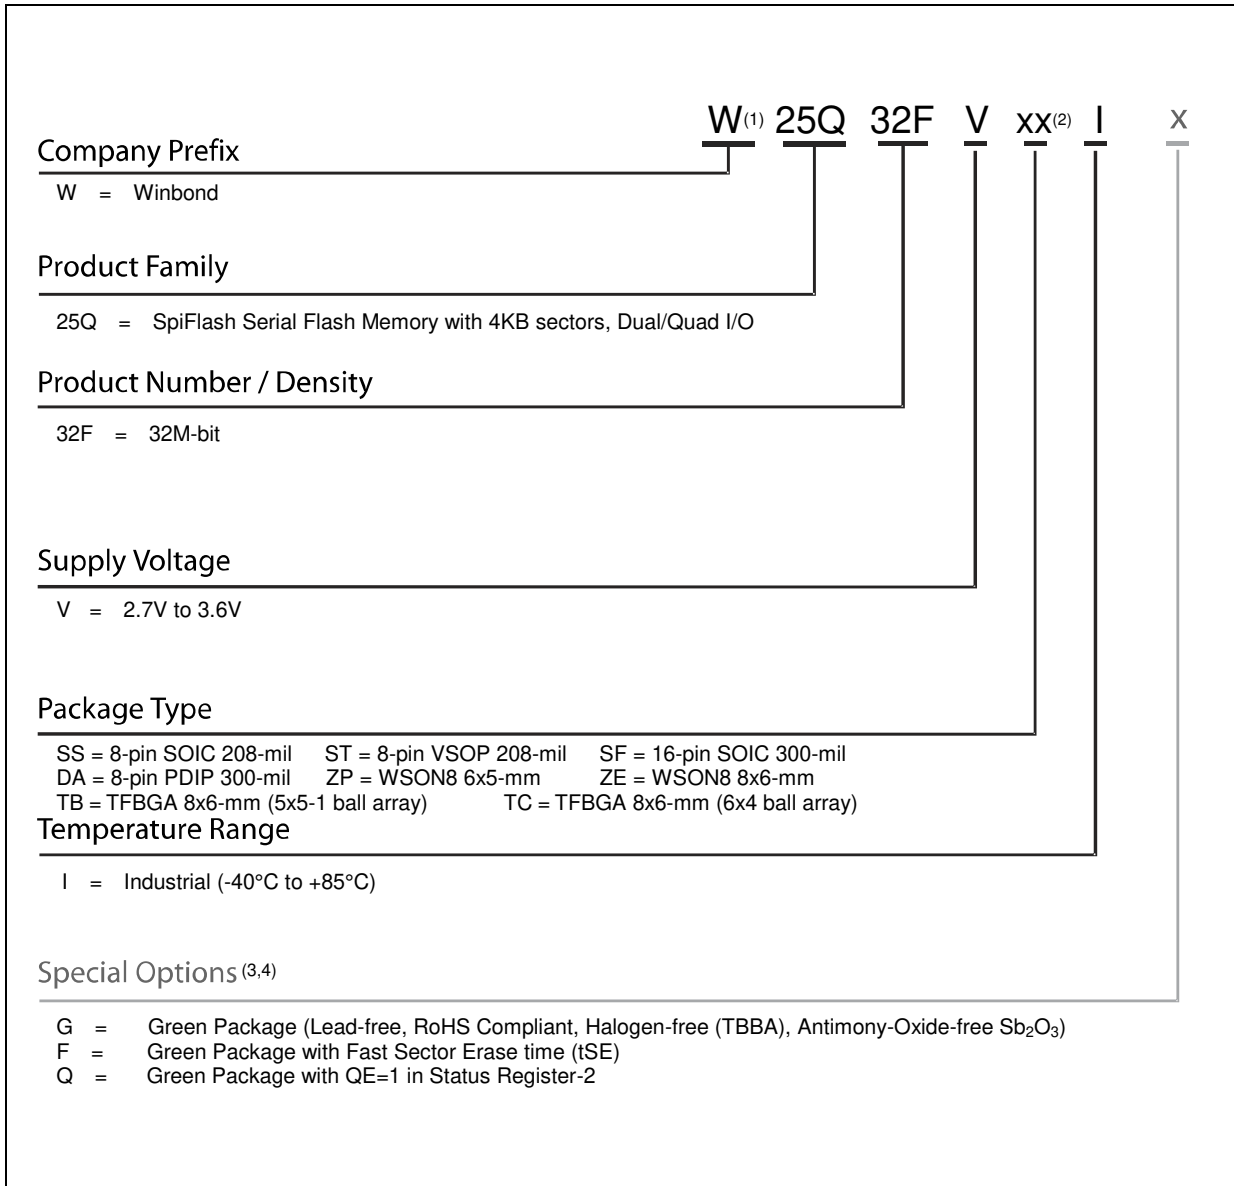 W(1) 25Q 32F V xx(2) I x
Company Prefix
W = Winbond
Product Family
25Q = SpiFlash Serial Flash Memory with 4KB sectors, Dual/Quad I/O
Product Number / Density
32F = 32M-bit
Supply Voltage
V = 2.7V to 3.6V
Package Type
SS = 8-pin SOIC 208-mil ST = 8-pin VSOP 208-mil SF = 16-pin SOIC 300-mil
DA = 8-pin PDIP 300-mil ZP = WSON8 6x5-mm ZE = WSON8 8x6-mm
TB = TFBGA 8x6-mm (5x5-1 ball array) TC = TFBGA 8x6-mm (6x4 ball array)
Temperature Range
I = Industrial (-40°C to +85°C)
Special Options (3,4)
G = Green Package (Lead-free, RoHS Compliant, Halogen-free (TBBA), Antimony-Oxide-free Sb₂O₃)
F = Green Package with Fast Sector Erase time (tSE)
Q = Green Package with QE=1 in Status Register-2